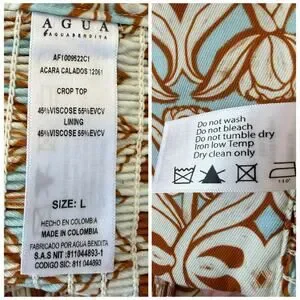 AGUA
AGUABENDITA
AF1009522C1
ACARA CALADOS 12061
CROP TOP
45%VISCOSE 55%EVCV
LINING
45%VISCOSE 55%EVCV
SIZE: L
HECHO EN COLOMBIA
MADE IN COLOMBIA
FABRICADO POR AGUA BENDITA
S.A.S NIT :811044893-1
CODIGO SIC: 811044893
Do not wash
Do not bleach
Do not tumble dry
Iron low Temp
Dry clean only